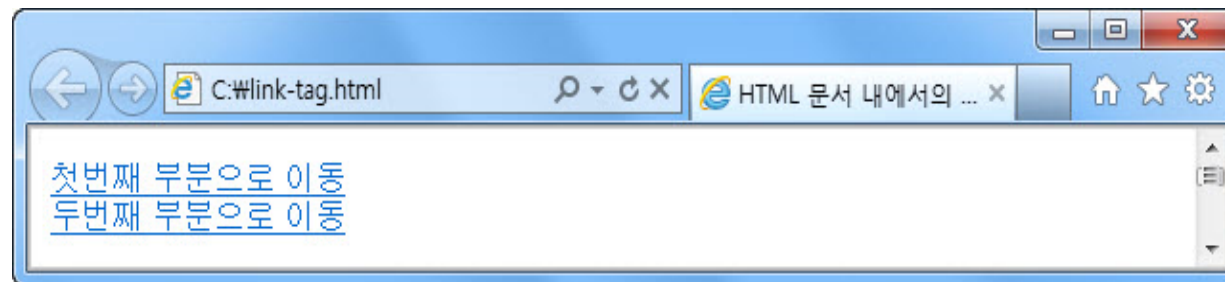 C:₩link-tag.html
HTML 문서 내에서의 ...
첫번째 부분으로 이동
두번째 부분으로 이동